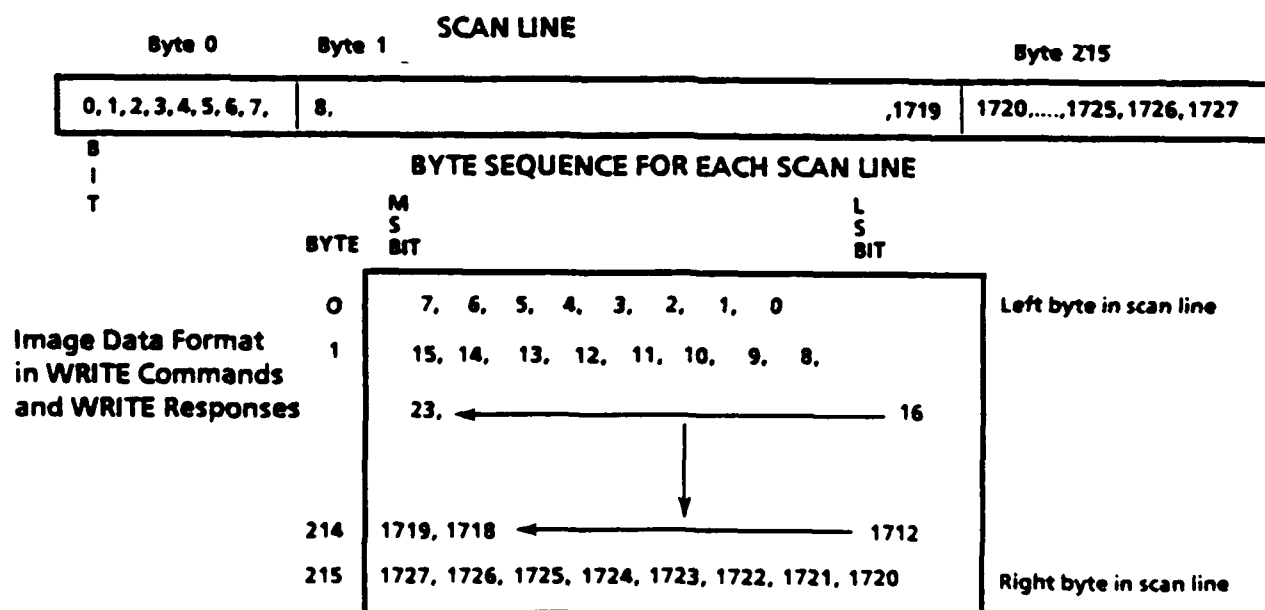 SCAN LINE
Byte 0 Byte 1 Byte 215
0, 1, 2, 3, 4, 5, 6, 7, 8, ,1719 1720,....,1725, 1726, 1727
B
I
T
BYTE SEQUENCE FOR EACH SCAN LINE
M
S
BIT
L
S
BIT
BYTE
0 7, 6, 5, 4, 3, 2, 1, 0 Left byte in scan line
Image Data Format
in WRITE Commands
and WRITE Responses
1 15, 14, 13, 12, 11, 10, 9, 8,
23, 16
214 1719, 1718 1712
215 1727, 1726, 1725, 1724, 1723, 1722, 1721, 1720 Right byte in scan line